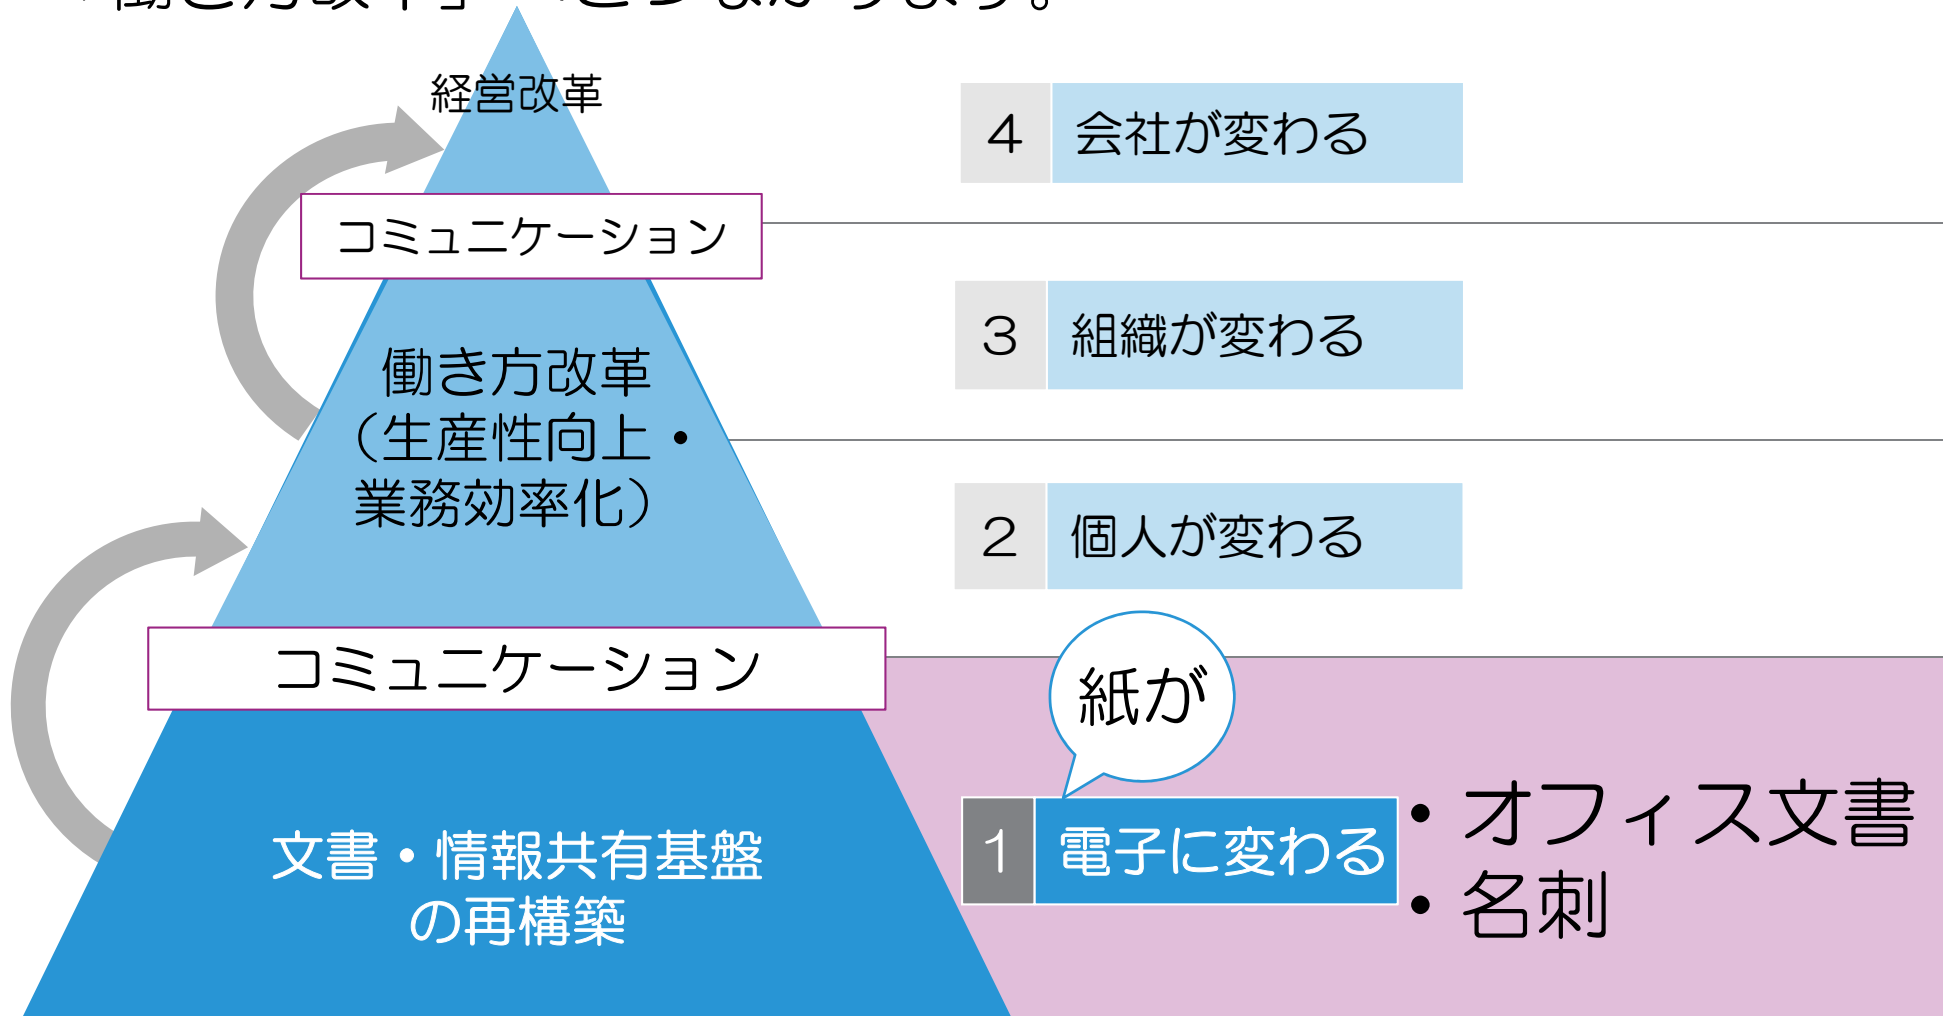 経営改革
4 会社が変わる
コミュニケーション
3 組織が変わる
働き方改革
（生産性向上・
業務効率化）
2 個人が変わる
コミュニケーション
紙が
1 電子に変わる
・オフィス文書
・名刺
文書・情報共有基盤
の再構築